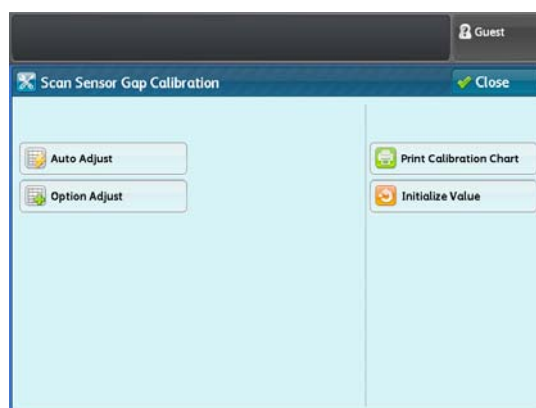 Guest
Scan Sensor Gap Calibration
Close
Auto Adjust
Print Calibration Chart
Option Adjust
Initialize Value